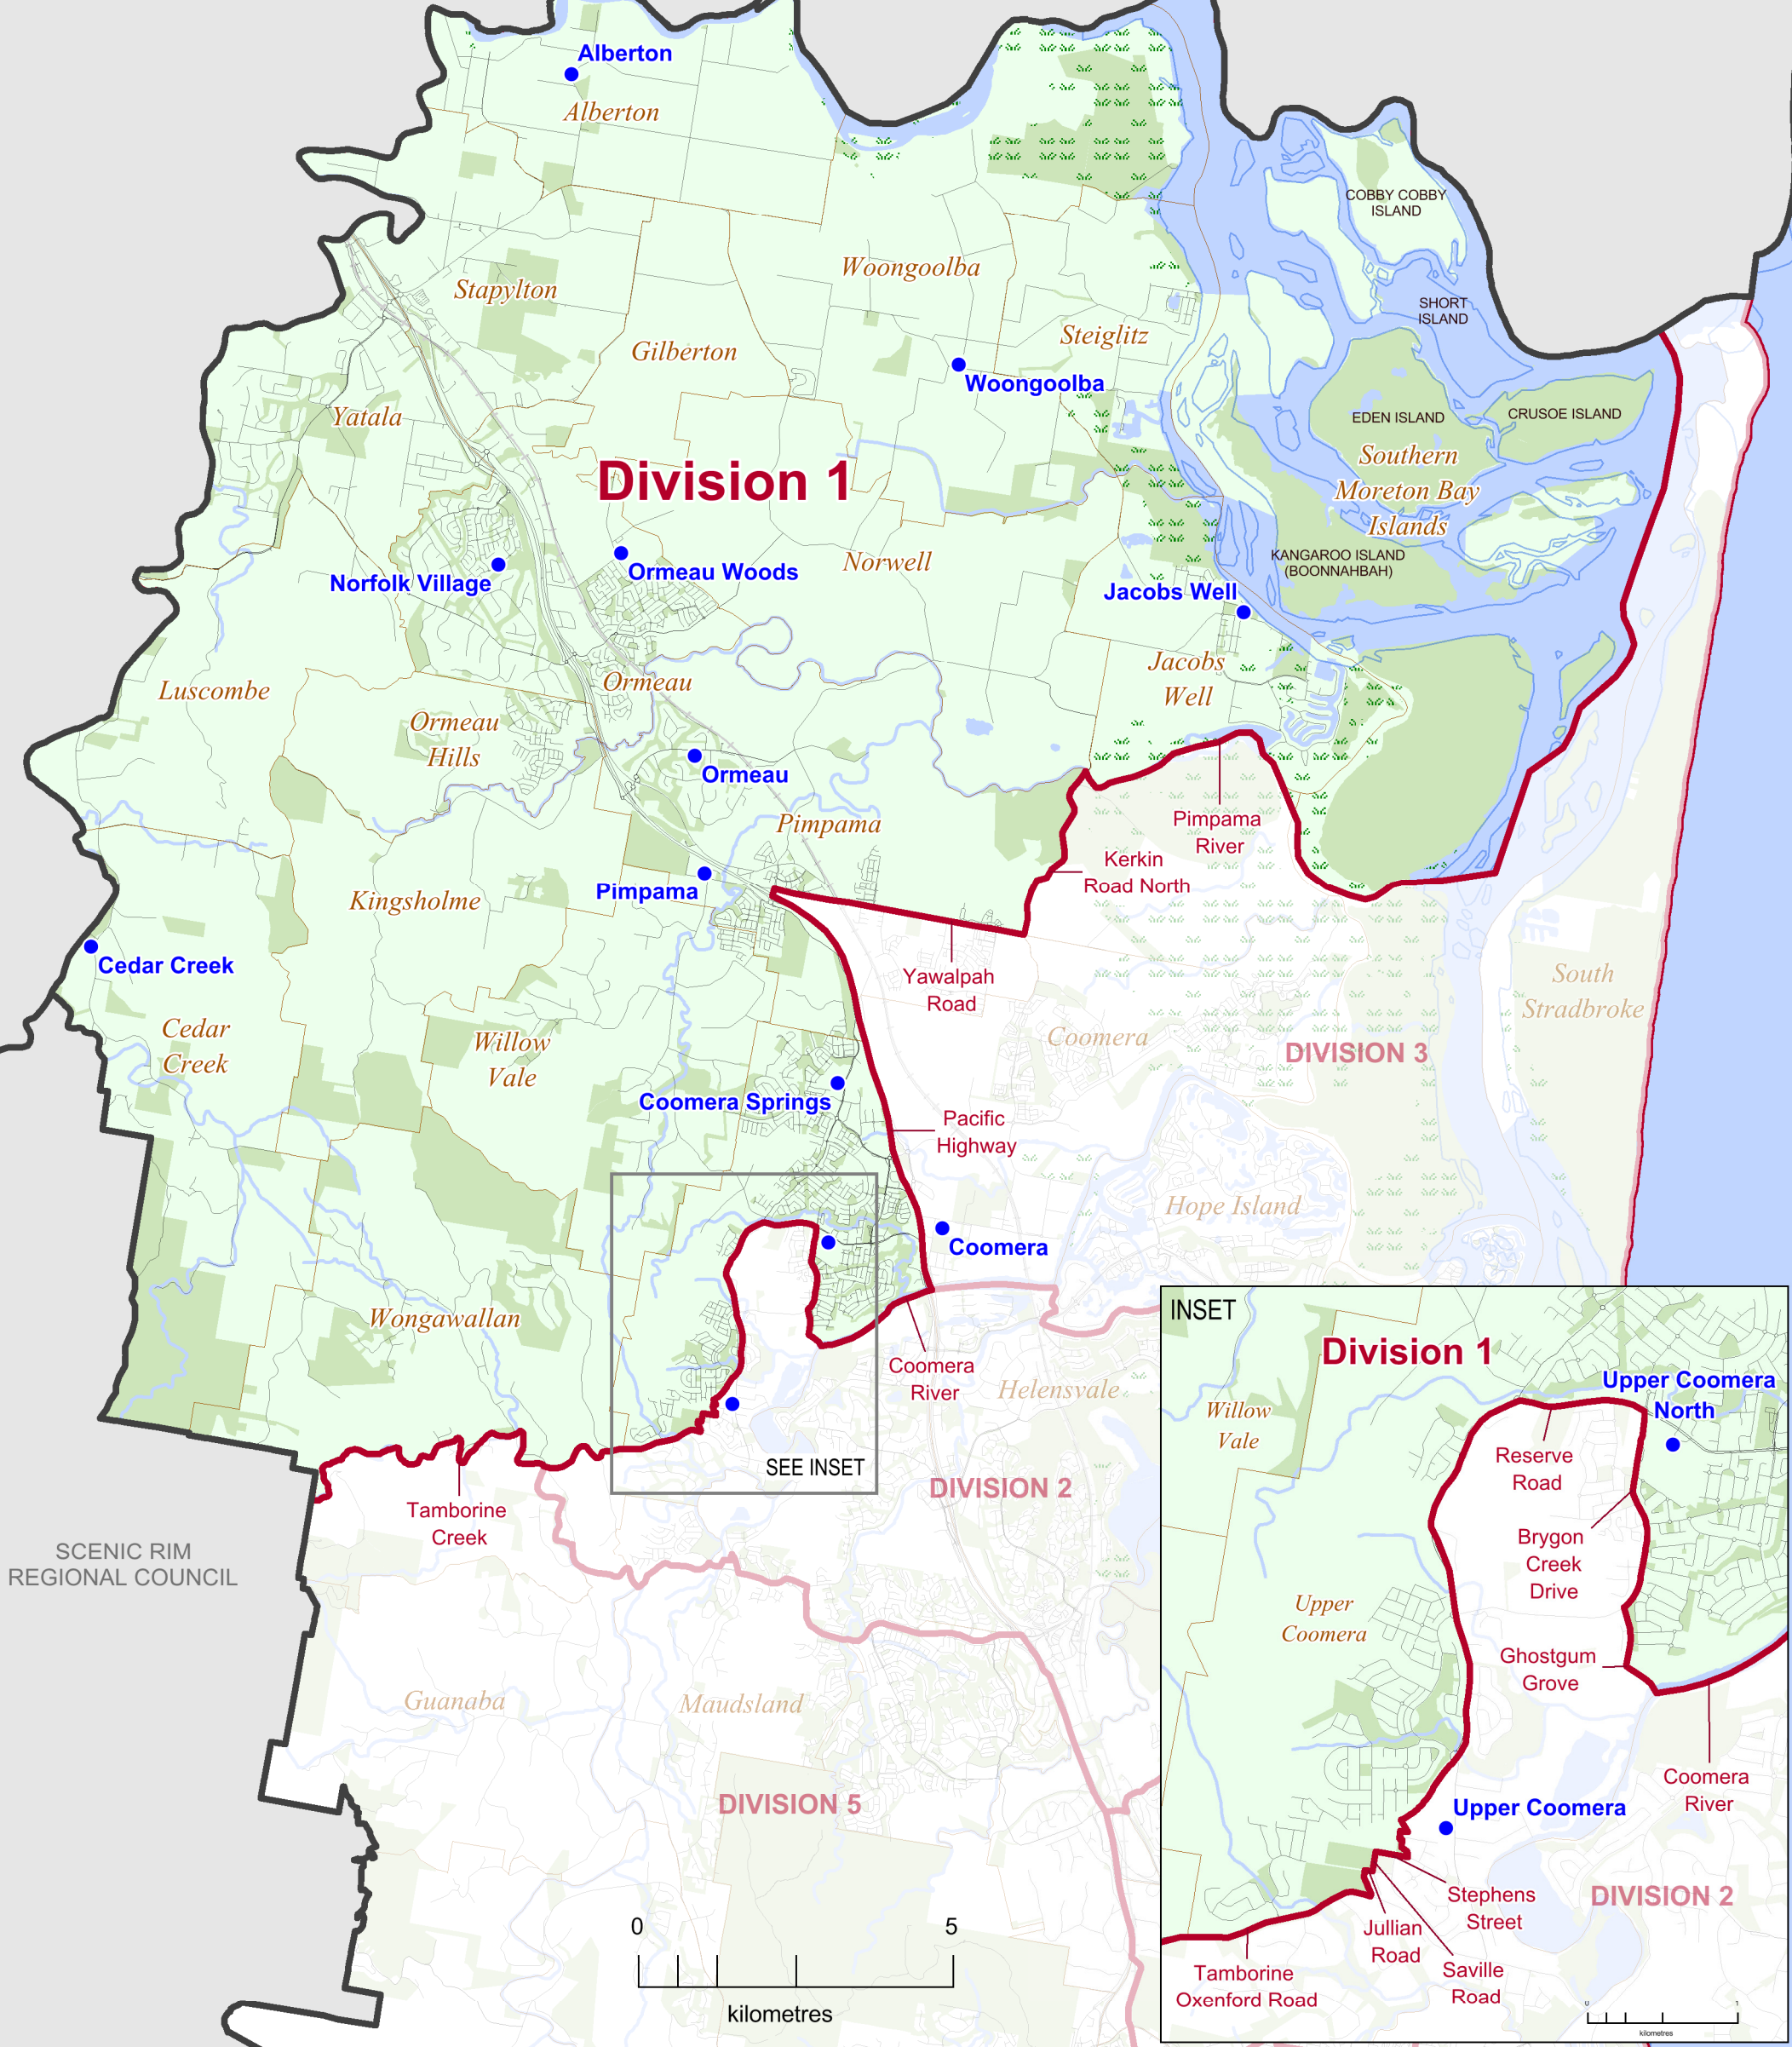 Alberton
Alberton
COBBY COBBY
ISLAND
Woongoolba
Stapylton
SHORT
ISLAND
Steiglitz
Gilberton
Woongoolba
Yatala
EDEN ISLAND
CRUSOE ISLAND
Southern
Moreton Bay
Islands
Division 1
Norwell
KANGAROO ISLAND
(BOONNAHBAH)
Ormeau Woods
Norfolk Village
Jacobs Well
Jacobs
Well
Luscombe
Ormeau
Ormeau
Hills
Ormeau
Pimpama
Pimpama
River
Kerkin
Road North
Pimpama
Kingsholme
Cedar Creek
Yawalpah
Road
South
Stradbroke
Cedar
Creek
Willow
Vale
Coomera
DIVISION 3
Coomera Springs
Pacific
Highway
Hope Island
Coomera
Wongawallan
Coomera
River
Helensvale
SEE INSET
DIVISION 2
Tamborine
Creek
SCENIC RIM
REGIONAL COUNCIL
Guanaba
Maudsland
DIVISION 5
0 5
kilometres
INSET
Division 1
Upper Coomera
North
Willow
Vale
Reserve
Road
Brygon
Creek
Drive
Upper
Coomera
Ghostgum
Grove
Coomera
River
Upper Coomera
Stephens
Street
DIVISION 2
Jullian
Road
Saville
Road
Tamborine
Oxenford Road
0 1
kilometres